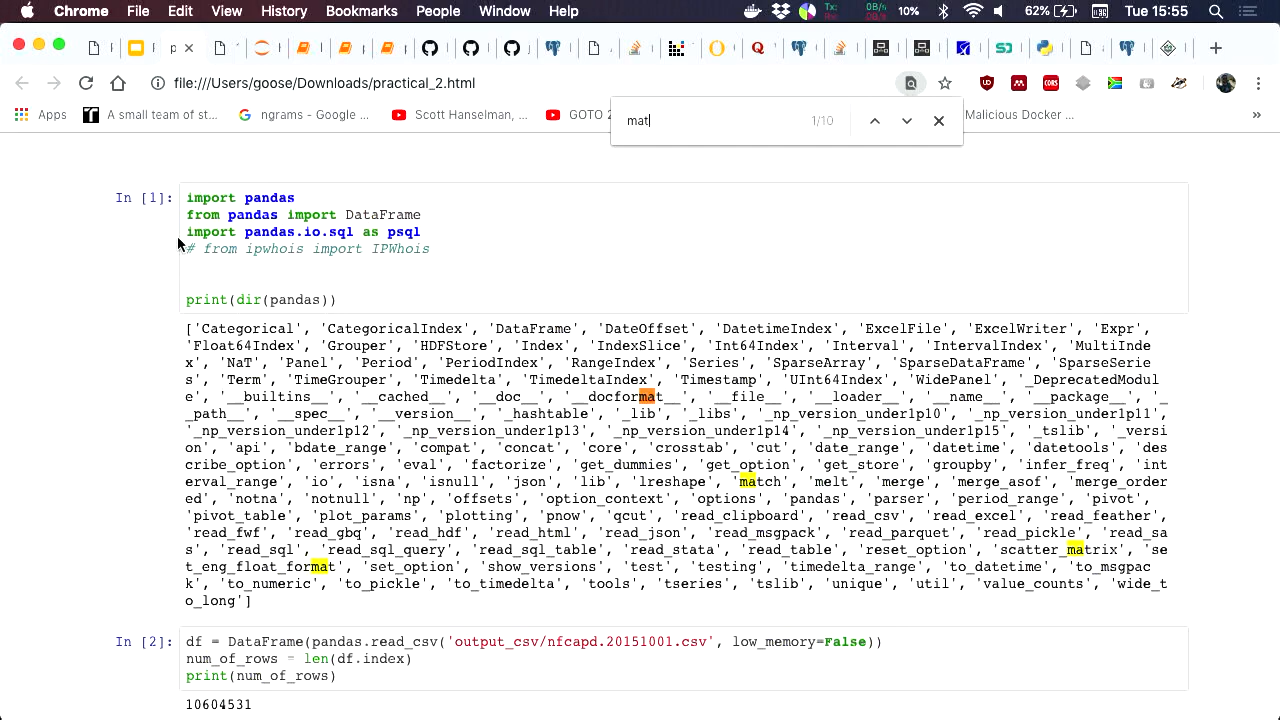 Chrome File Edit View History Bookmarks People Window Help Tx: 0B/s Rx: 0B/s 10% 62% Tue 15:55
file:///Users/goose/Downloads/practical_2.html
Apps A small team of st... ngrams - Google ... Scott Hanselman, ... GOTO 2 Malicious Docker ...
mat 1/10
In [1]: import pandas
from pandas import DataFrame
import pandas.io.sql as psql
# from ipwhois import IPWhois
print(dir(pandas))
['Categorical', 'CategoricalIndex', 'DataFrame', 'DateOffset', 'DatetimeIndex', 'ExcelFile', 'ExcelWriter', 'Expr',
'Float64Index', 'Grouper', 'HDFStore', 'Index', 'IndexSlice', 'Int64Index', 'Interval', 'IntervalIndex', 'MultiInde
x', 'NaT', 'Panel', 'Period', 'PeriodIndex', 'RangeIndex', 'Series', 'SparseArray', 'SparseDataFrame', 'SparseSerie
s', 'Term', 'TimeGrouper', 'Timedelta', 'TimedeltaIndex', 'Timestamp', 'UInt64Index', 'WidePanel', '_DeprecatedModul
e', '__builtins__', '__cached__', '__doc__', '__docformat__', '__file__', '__loader__', '__name__', '__package__', '_
_path__', '__spec__', '__version__', '_hashtable', '_lib', '_libs', '_np_version_under1p10', '_np_version_under1p11',
'_np_version_under1p12', '_np_version_under1p13', '_np_version_under1p14', '_np_version_under1p15', '_tslib', '_versi
on', 'api', 'bdate_range', 'compat', 'concat', 'core', 'crosstab', 'cut', 'date_range', 'datetime', 'datetools', 'des
cribe_option', 'errors', 'eval', 'factorize', 'get_dummies', 'get_option', 'get_store', 'groupby', 'infer_freq', 'int
erval_range', 'io', 'isna', 'isnull', 'json', 'lib', 'lreshape', 'match', 'melt', 'merge', 'merge_asof', 'merge_order
ed', 'notna', 'notnull', 'np', 'offsets', 'option_context', 'options', 'pandas', 'parser', 'period_range', 'pivot',
'pivot_table', 'plot_params', 'plotting', 'pnow', 'qcut', 'read_clipboard', 'read_csv', 'read_excel', 'read_feather',
'read_fwf', 'read_gbq', 'read_hdf', 'read_html', 'read_json', 'read_msgpack', 'read_parquet', 'read_pickle', 'read_sa
s', 'read_sql', 'read_sql_query', 'read_sql_table', 'read_stata', 'read_table', 'reset_option', 'scatter_matrix', 'se
t_eng_float_format', 'set_option', 'show_versions', 'test', 'testing', 'timedelta_range', 'to_datetime', 'to_msgpac
k', 'to_numeric', 'to_pickle', 'to_timedelta', 'tools', 'tseries', 'tslib', 'unique', 'util', 'value_counts', 'wide_t
o_long']
In [2]: df = DataFrame(pandas.read_csv('output_csv/nfcapd.20151001.csv', low_memory=False))
num_of_rows = len(df.index)
print(num_of_rows)
10604531